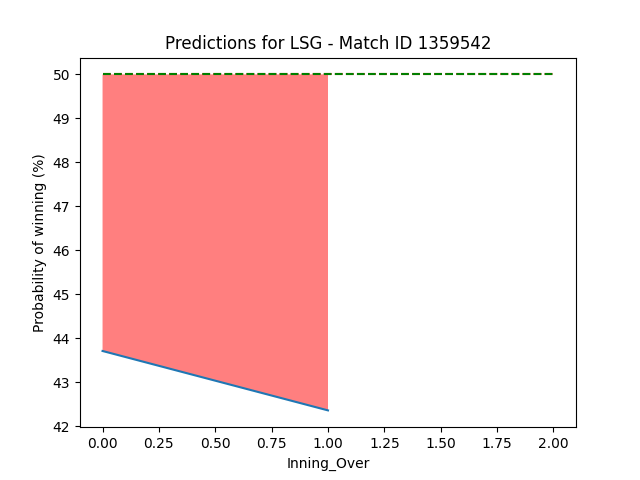 Predictions for LSG - Match ID 1359542
50
49
48
47
46
45
44
43
42
Probability of winning (%)
0.00 0.25 0.50 0.75 1.00 1.25 1.50 1.75 2.00
Inning_Over